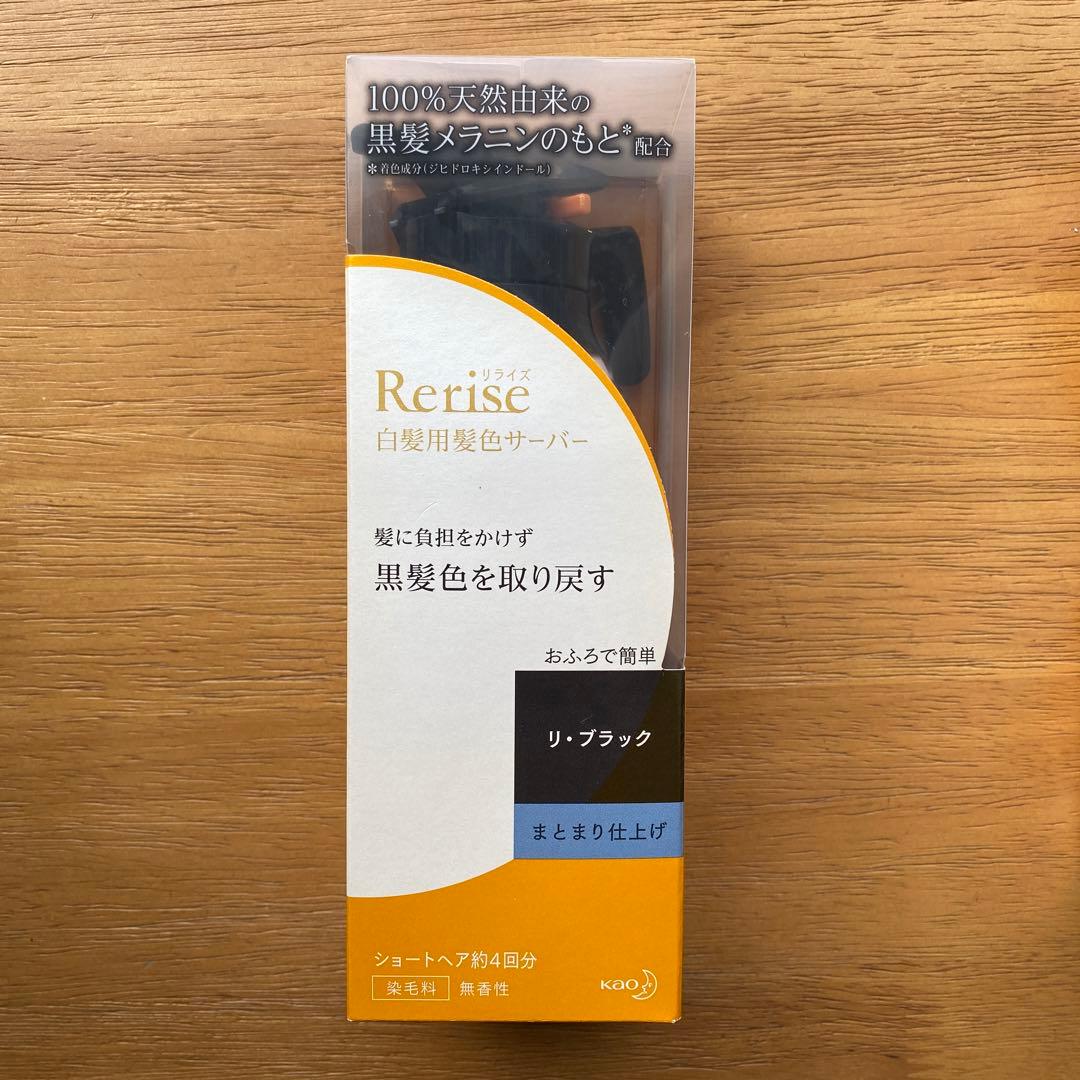 100%天然由来の
黒髪メラニンのもと*配合
*着色成分(ジヒドロキシインドール)
リライズ
Rerise
白髪用髪色サーバー
髪に負担をかけず
黒髪色を取り戻す
おふろで簡単
リ・ブラック
まとまり仕上げ
ショートヘア約4回分
染毛料 無香性
Kao